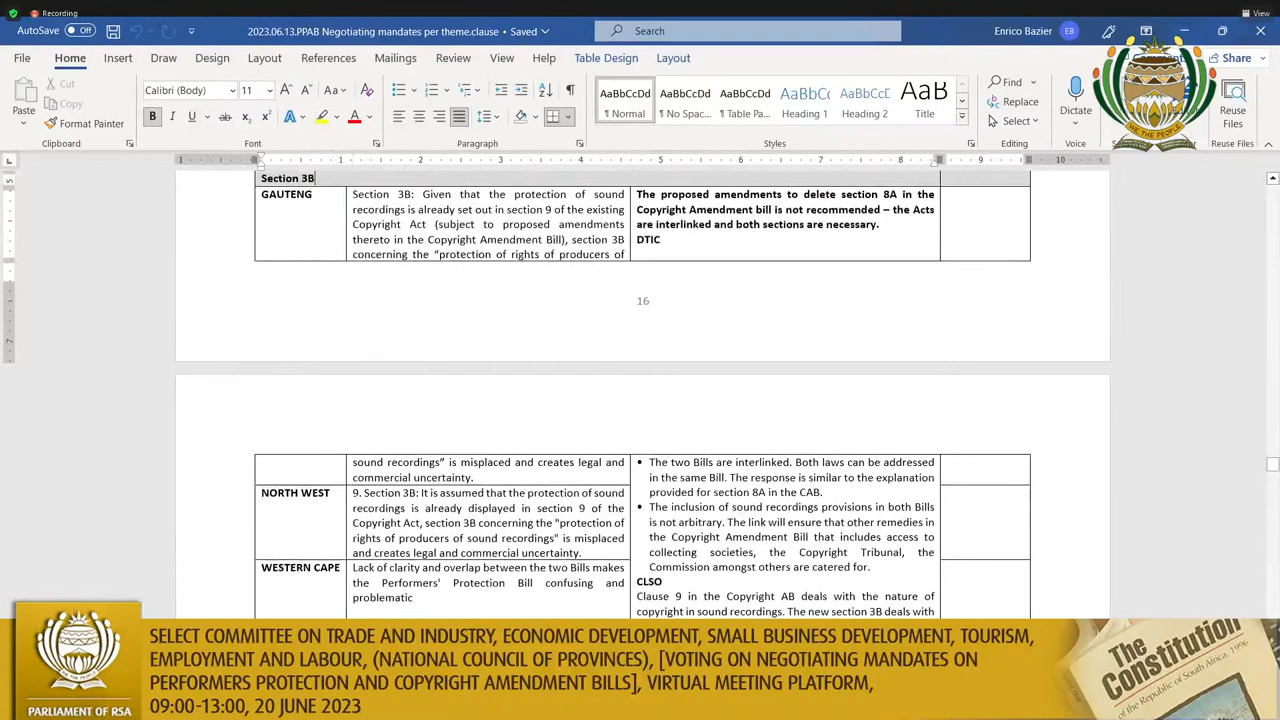 Recording
View
AutoSave Off
2023.06.13.PPAB Negotiating mandates per theme.clause • Saved
Search
Enrico Bazier EB
File Home Insert Draw Design Layout References Mailings Review View Help Table Design Layout
Share
Paste
Cut
Copy
Format Painter
Clipboard
Calibri (Body) 11
Font
Paragraph
AaBbCcDd AaBbCcDd AaBbCcDd AaBbCc AaBbCcD AaB
¶ Normal ¶ No Spac... ¶ Table Pa... Heading 1 Heading 2 Title
Styles
Find
Replace
Select
Editing
Dictate
Reuse Files
WE THE PEOPLE
Section 3B
GAUTENG
Section 3B: Given that the protection of sound
recordings is already set out in section 9 of the existing
Copyright Act (subject to proposed amendments
thereto in the Copyright Amendment Bill), section 3B
concerning the “protection of rights of producers of
The proposed amendments to delete section 8A in the
Copyright Amendment bill is not recommended – the Acts
are interlinked and both sections are necessary.
DTIC
16
sound recordings” is misplaced and creates legal and
commercial uncertainty.
NORTH WEST
9. Section 3B: It is assumed that the protection of sound
recordings is already displayed in section 9 of the
Copyright Act, section 3B concerning the "protection of
rights of producers of sound recordings" is misplaced
and creates legal and commercial uncertainty.
WESTERN CAPE
Lack of clarity and overlap between the two Bills makes
the Performers' Protection Bill confusing and
problematic
• The two Bills are interlinked. Both laws can be addressed
in the same Bill. The response is similar to the explanation
provided for section 8A in the CAB.
• The inclusion of sound recordings provisions in both Bills
is not arbitrary. The link will ensure that other remedies in
the Copyright Amendment Bill that includes access to
collecting societies, the Copyright Tribunal, the
Commission amongst others are catered for.
CLSO
Clause 9 in the Copyright AB deals with the nature of
copyright in sound recordings. The new section 3B deals with
SELECT COMMITTEE ON TRADE AND INDUSTRY, ECONOMIC DEVELOPMENT, SMALL BUSINESS DEVELOPMENT, TOURISM,
EMPLOYMENT AND LABOUR, (NATIONAL COUNCIL OF PROVINCES), [VOTING ON NEGOTIATING MANDATES ON
PERFORMERS PROTECTION AND COPYRIGHT AMENDMENT BILLS], VIRTUAL MEETING PLATFORM,
09:00-13:00, 20 JUNE 2023
PARLIAMENT OF RSA
The
Constitution
of the Republic of South Africa, 1996